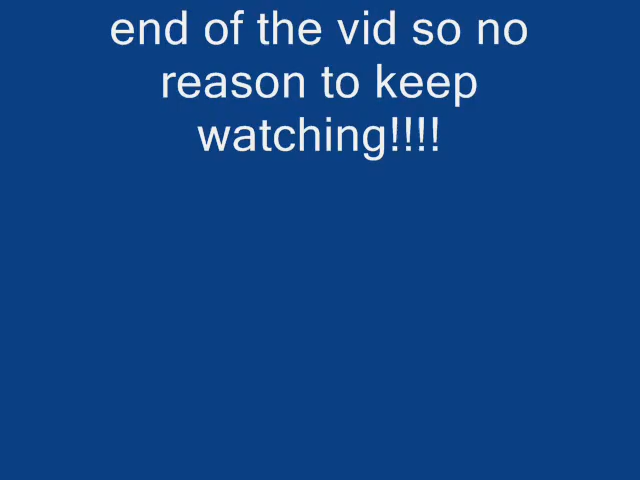 end of the vid so no
reason to keep
watching!!!!